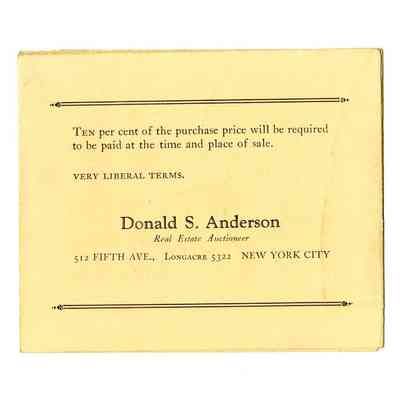 TEN per cent of the purchase price will be required
to be paid at the time and place of sale.
VERY LIBERAL TERMS.
Donald S. Anderson
Real Estate Auctioneer
512 FIFTH AVE., LONGACRE 5322 NEW YORK CITY